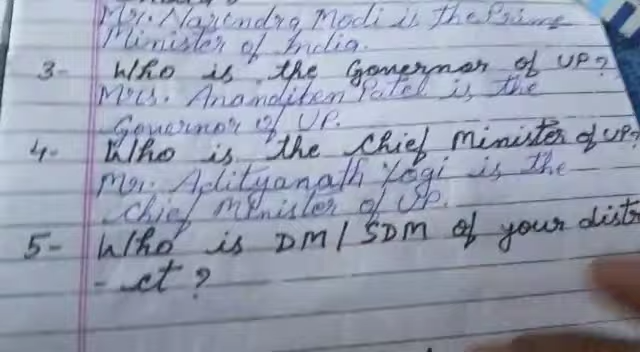 Mr. Narendra Modi is the Prime
Minister of India.
3- Who is the Governor of UP?
Mrs. Anandiben Patel is the
Governor of UP.
4- Who is the Chief Minister of UP?
Mr. Adityanath Yogi is the
Chief Minister of UP.
5- Who is DM/SDM of your distri
- ct ?